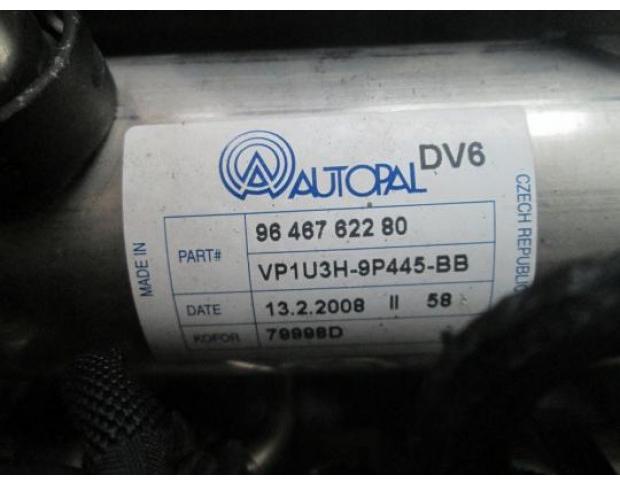 AUTOPAL DV6
MADE IN
PART#
96 467 622 80
VP1U3H-9P445-BB
DATE
13.2.2008 II 58
KOFOR
CZECH REPUBLIC